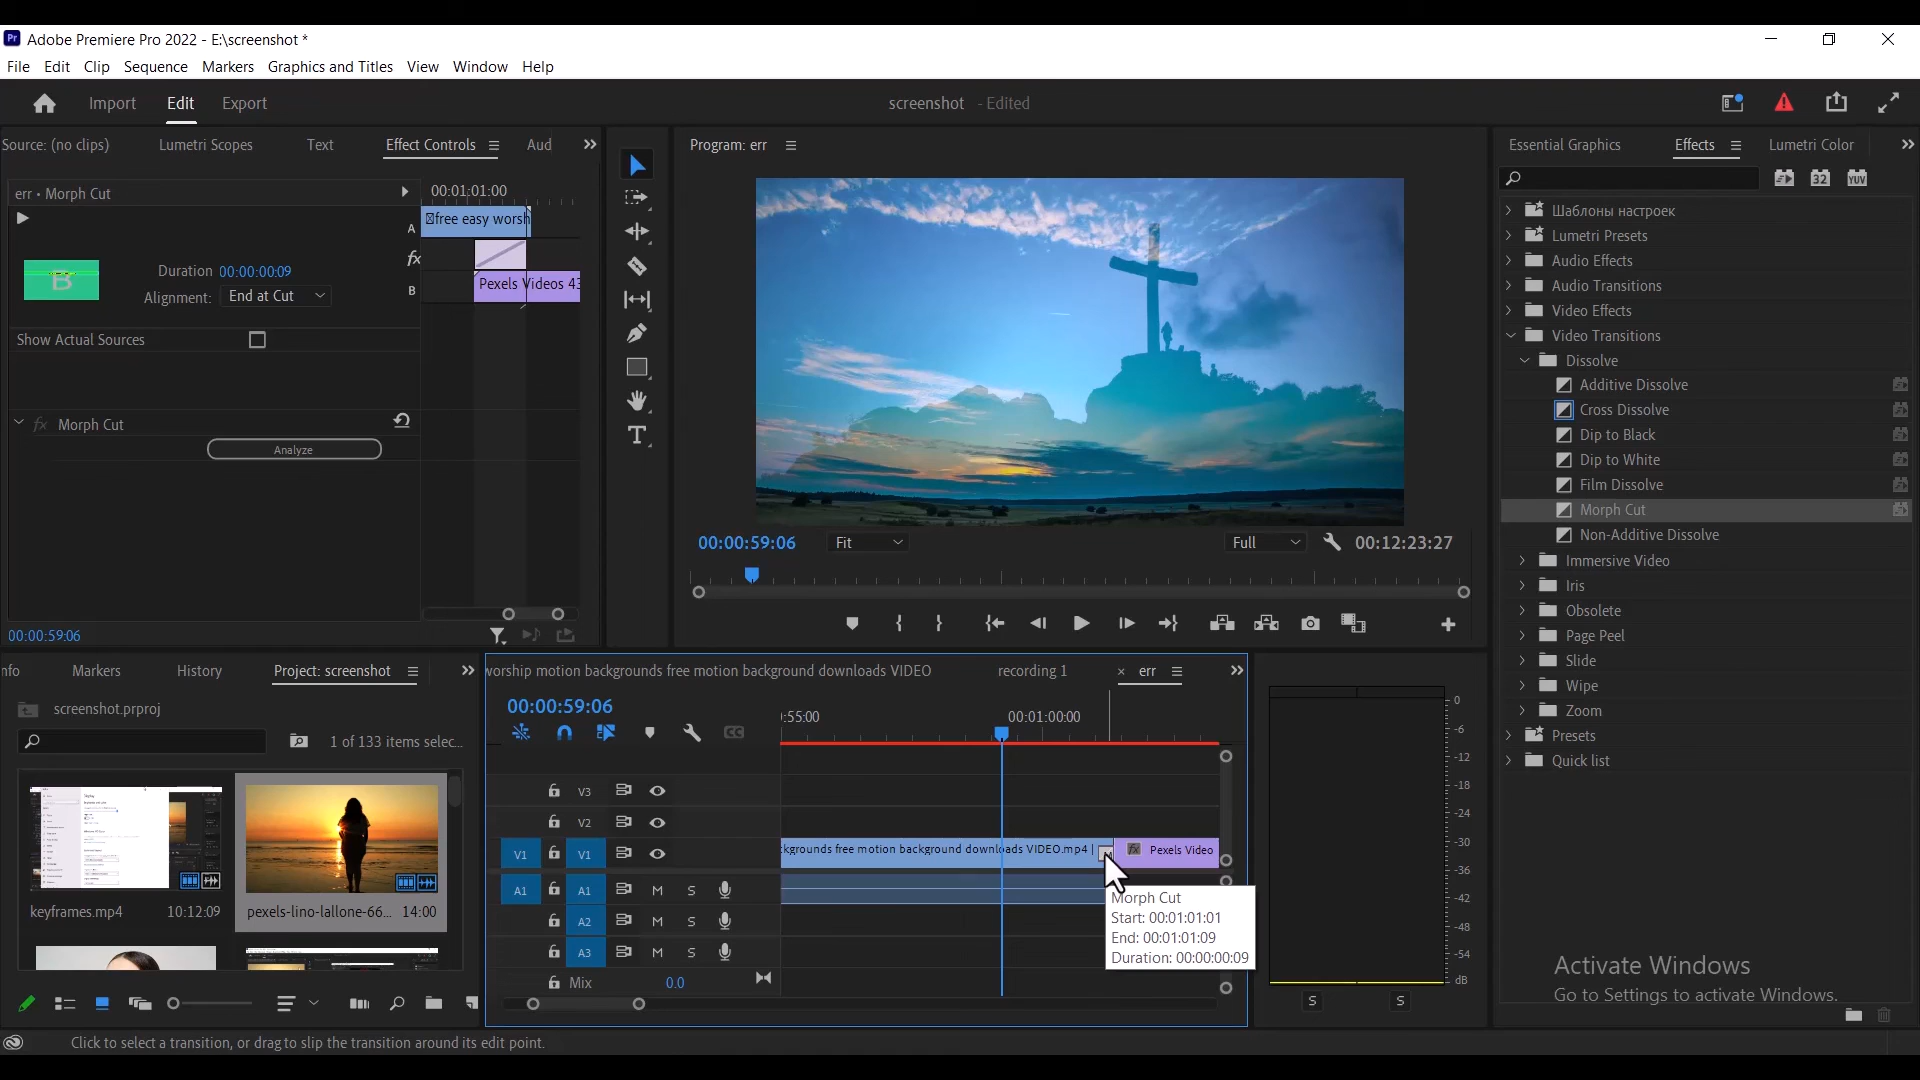 Adobe Premiere Pro 2022 - E:\screenshot *
File Edit Clip Sequence Markers Graphics and Titles View Window Help
Import Edit Export
screenshot - Edited
Source: (no clips) Lumetri Scopes Text Effect Controls Aud
err • Morph Cut
00:01:01:00
A
free easy worsh
fx
B
Pexels Videos 43
B
Duration 00:00:00:09
Alignment: End at Cut
Show Actual Sources
fx Morph Cut
Analyze
00:00:59:06
Program: err
00:00:59:06 Fit Full 00:12:23:27
Essential Graphics Effects Lumetri Color
32 YUV
Шаблоны настроек
Lumetri Presets
Audio Effects
Audio Transitions
Video Effects
Video Transitions
Dissolve
Additive Dissolve
Cross Dissolve
Dip to Black
Dip to White
Film Dissolve
Morph Cut
Non-Additive Dissolve
Immersive Video
Iris
Obsolete
Page Peel
Slide
Wipe
Zoom
Presets
Quick list
nfo Markers History Project: screenshot
screenshot.prproj
1 of 133 items selec...
keyframes.mp4 10:12:09
pexels-lino-lallone-66... 14:00
vorship motion backgrounds free motion background downloads VIDEO recording 1 × err
00:00:59:06
:55:00 00:01:00:00
V3
V2
V1 V1
ckgrounds free motion background downloads VIDEO.mp4 fx Pexels Video
A1 A1 M S
A2 M S
A3 M S
Mix 0.0
Morph Cut
Start: 00:01:01:01
End: 00:01:01:09
Duration: 00:00:00:09
0
-6
-12
-18
-24
-30
-36
-42
-48
-54
dB
S S
Activate Windows
Go to Settings to activate Windows.
Click to select a transition, or drag to slip the transition around its edit point.